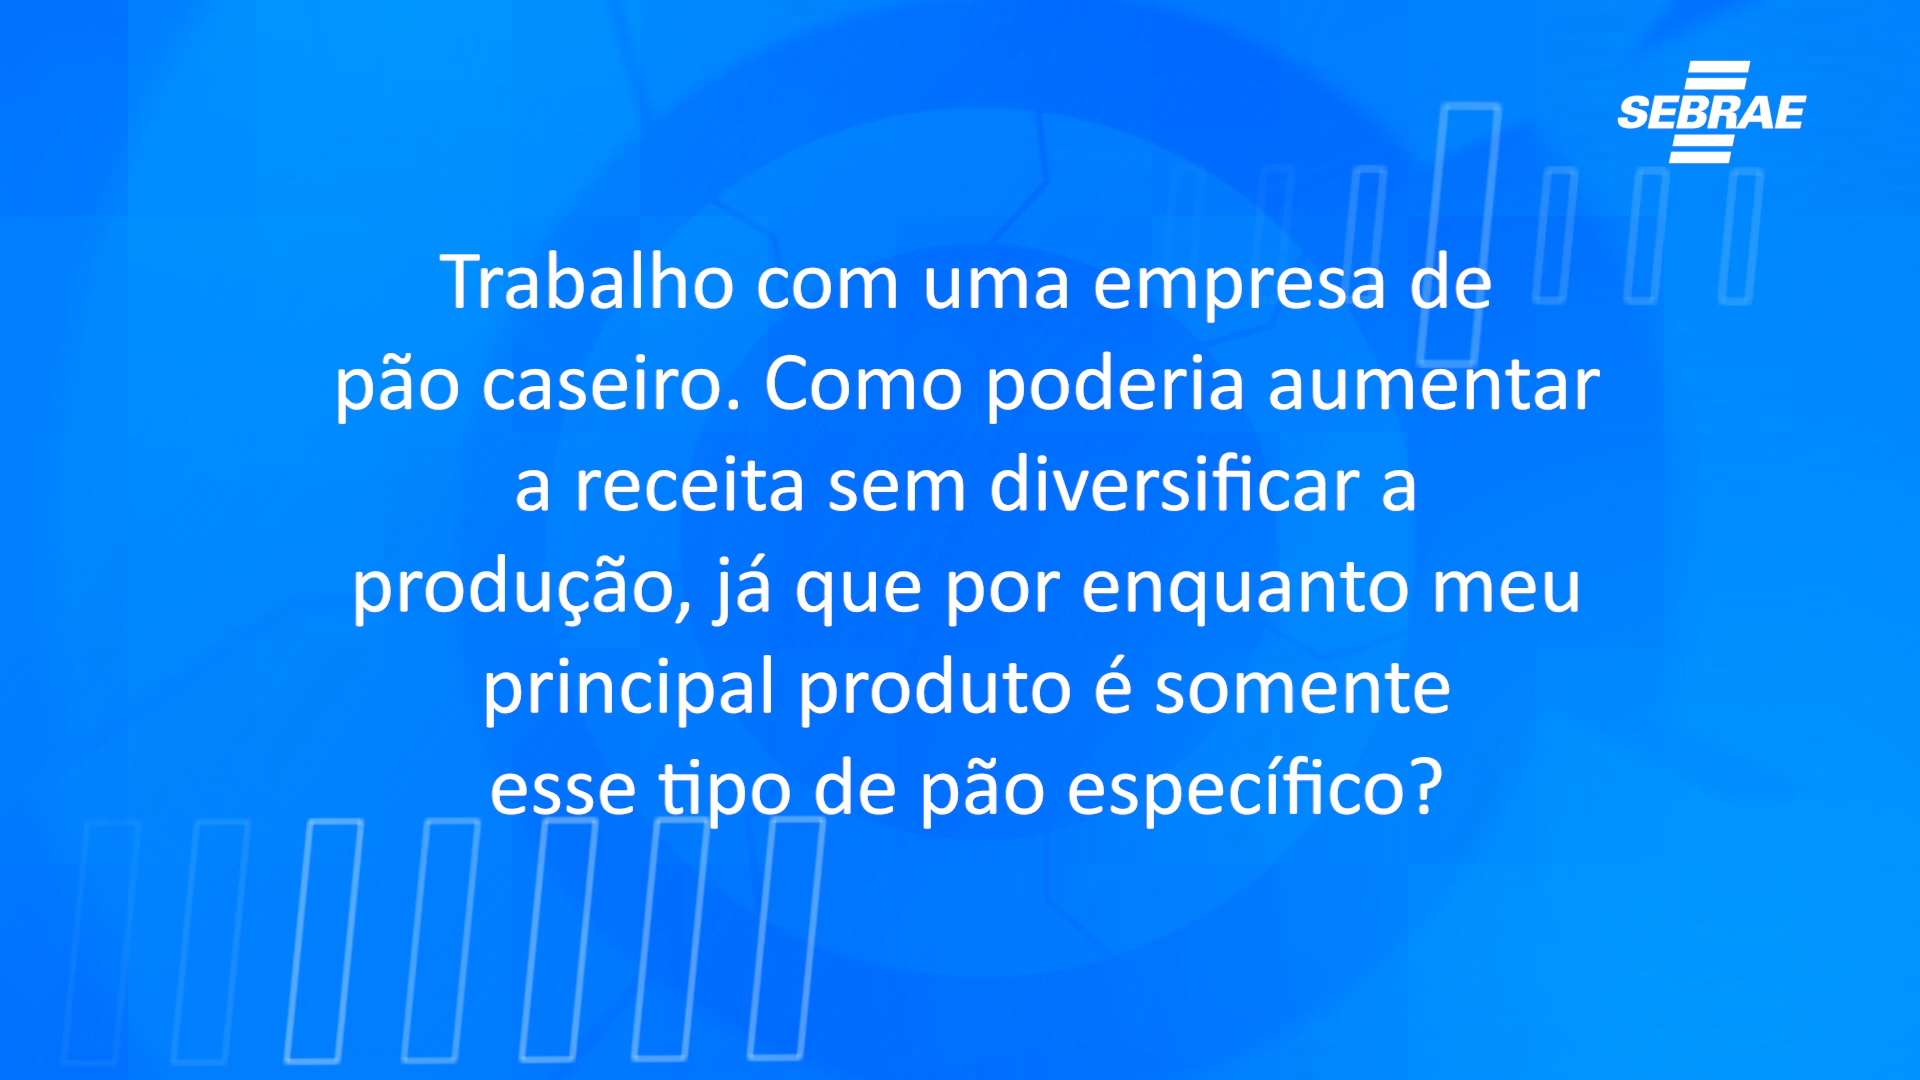 SEBRAE
Trabalho com uma empresa de
pão caseiro. Como poderia aumentar
a receita sem diversificar a
produção, já que por enquanto meu
principal produto é somente
esse tipo de pão específico?